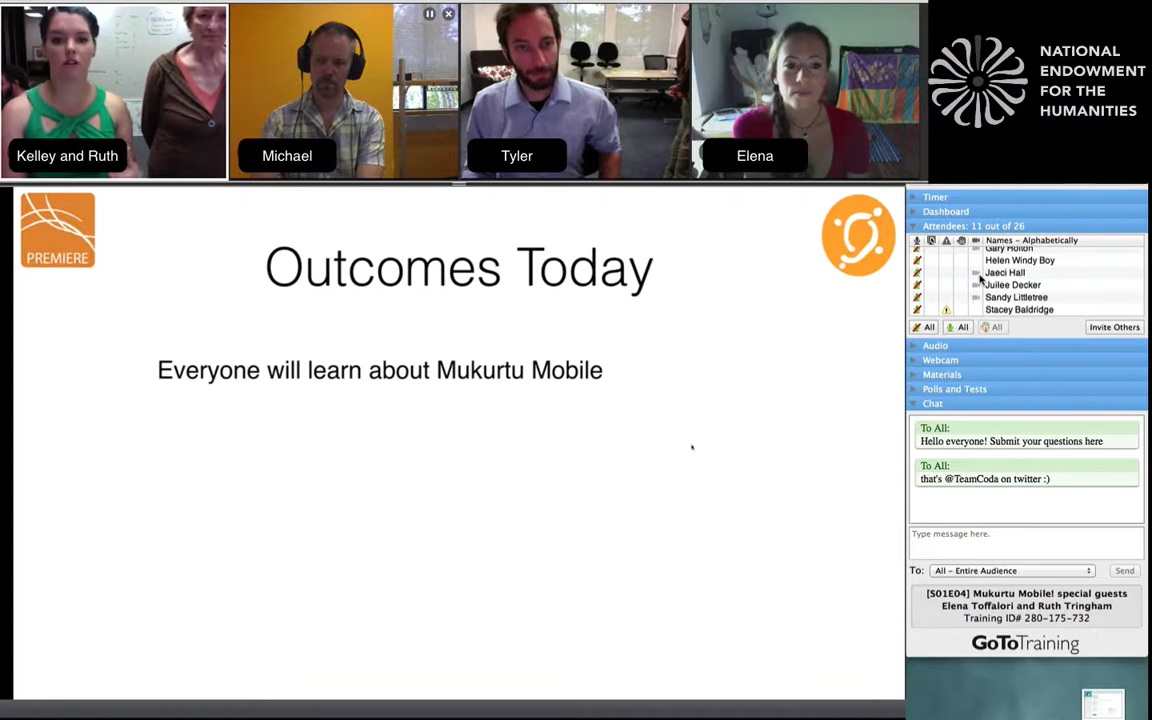 Kelley and Ruth
Michael
Tyler
Elena
NATIONAL
ENDOWMENT
FOR THE
HUMANITIES
PREMIERE
Outcomes Today
Everyone will learn about Mukurtu Mobile
Timer
Dashboard
Attendees: 11 out of 26
Names - Alphabetically
Helen Windy Boy
Jaeci Hall
Juilee Decker
Sandy Littletree
Stacey Baldridge
All
All
All
Invite Others
Audio
Webcam
Materials
Polls and Tests
Chat
To All:
Hello everyone! Submit your questions here
To All:
that's @TeamCoda on twitter :)
Type message here.
To: All - Entire Audience
Send
[S01E04] Mukurtu Mobile! special guests
Elena Toffalori and Ruth Tringham
Training ID# 280-175-732
GoToTraining